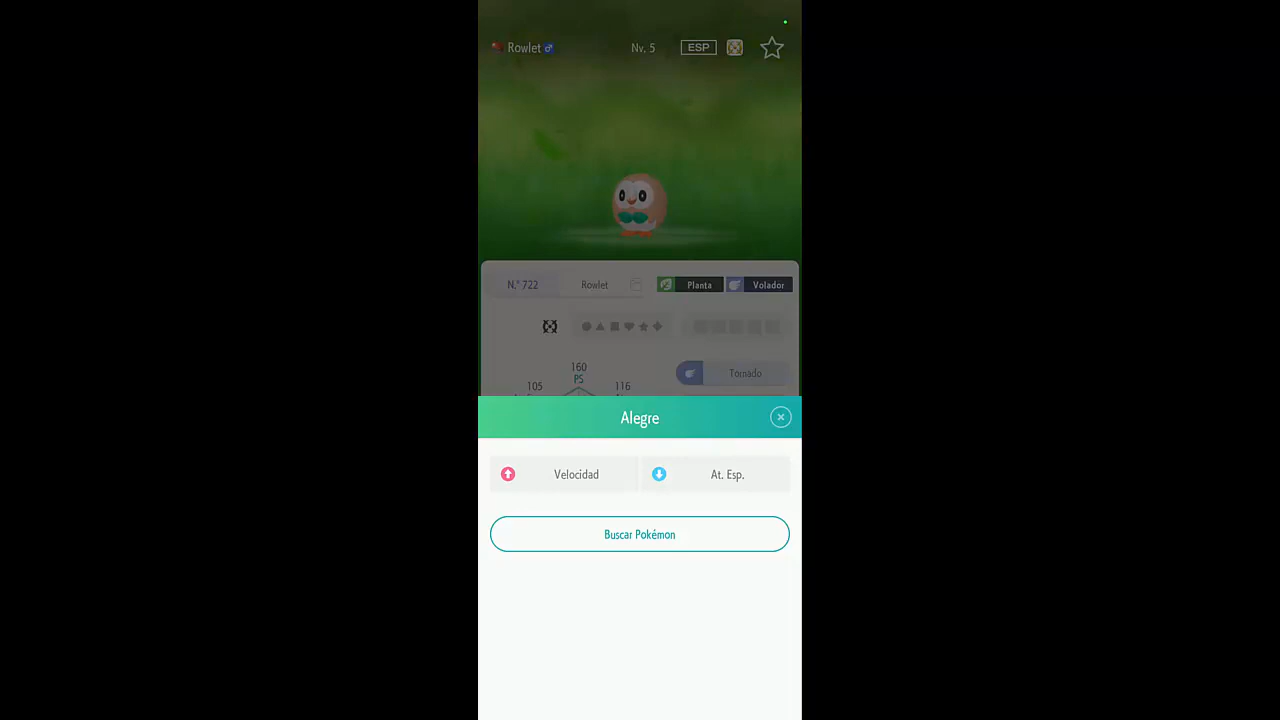 Rowlet ♂ Nv. 5 ESP
N.° 722 Rowlet Planta Volador
160
PS
105 116
Tornado
Alegre
Velocidad At. Esp.
Buscar Pokémon